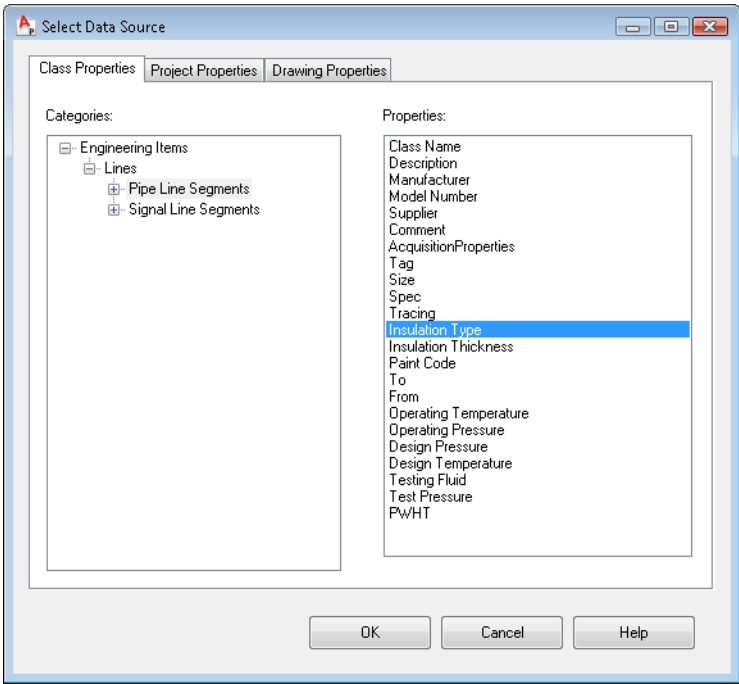 Select Data Source
Class Properties
Project Properties
Drawing Properties
Categories:
Engineering Items
Lines
Pipe Line Segments
Signal Line Segments
Properties:
Class Name
Description
Manufacturer
Model Number
Supplier
Comment
AcquisitionProperties
Tag
Size
Spec
Tracing
Insulation Type
Insulation Thickness
Paint Code
To
From
Operating Temperature
Operating Pressure
Design Pressure
Design Temperature
Testing Fluid
Test Pressure
PWHT
OK
Cancel
Help